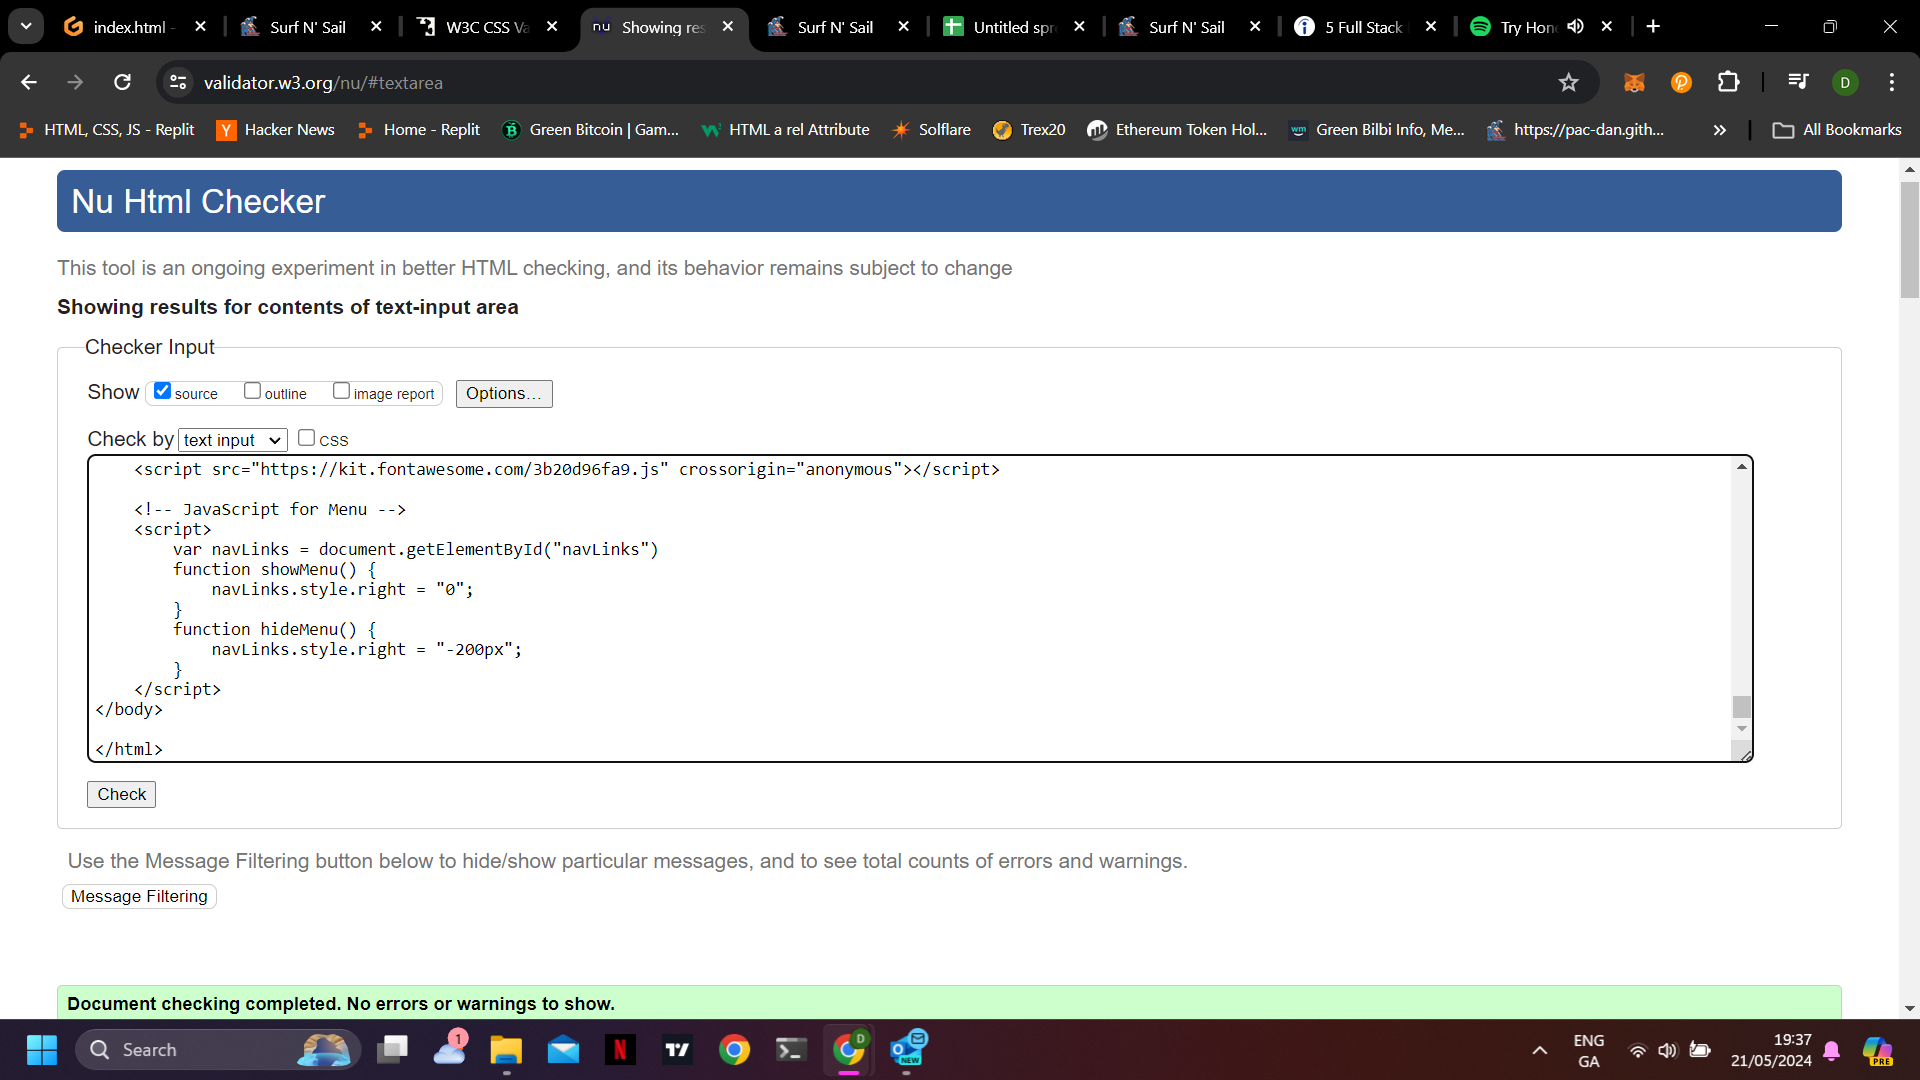 index.html -
Surf N' Sail
W3C CSS Va
nu Showing res
Surf N' Sail
Untitled spr
Surf N' Sail
5 Full Stack
Try Hone
validator.w3.org/nu/#textarea
D
HTML, CSS, JS - Replit
Y Hacker News
Home - Replit
Green Bitcoin | Gam...
HTML a rel Attribute
Solflare
Trex20
Ethereum Token Hol...
wm Green Bilbi Info, Me...
https://pac-dan.gith...
»
All Bookmarks
Nu Html Checker
This tool is an ongoing experiment in better HTML checking, and its behavior remains subject to change
Showing results for contents of text-input area
Checker Input
Show source outline image report Options...
Check by text input CSS
<script src="https://kit.fontawesome.com/3b20d96fa9.js" crossorigin="anonymous"></script>
<!-- JavaScript for Menu -->
<script>
var navLinks = document.getElementById("navLinks")
function showMenu() {
navLinks.style.right = "0";
}
function hideMenu() {
navLinks.style.right = "-200px";
}
</script>
</body>
</html>
Check
Use the Message Filtering button below to hide/show particular messages, and to see total counts of errors and warnings.
Message Filtering
Document checking completed. No errors or warnings to show.
Search
1
N
D
NEW
ENG
GA
19:37
21/05/2024
PRE